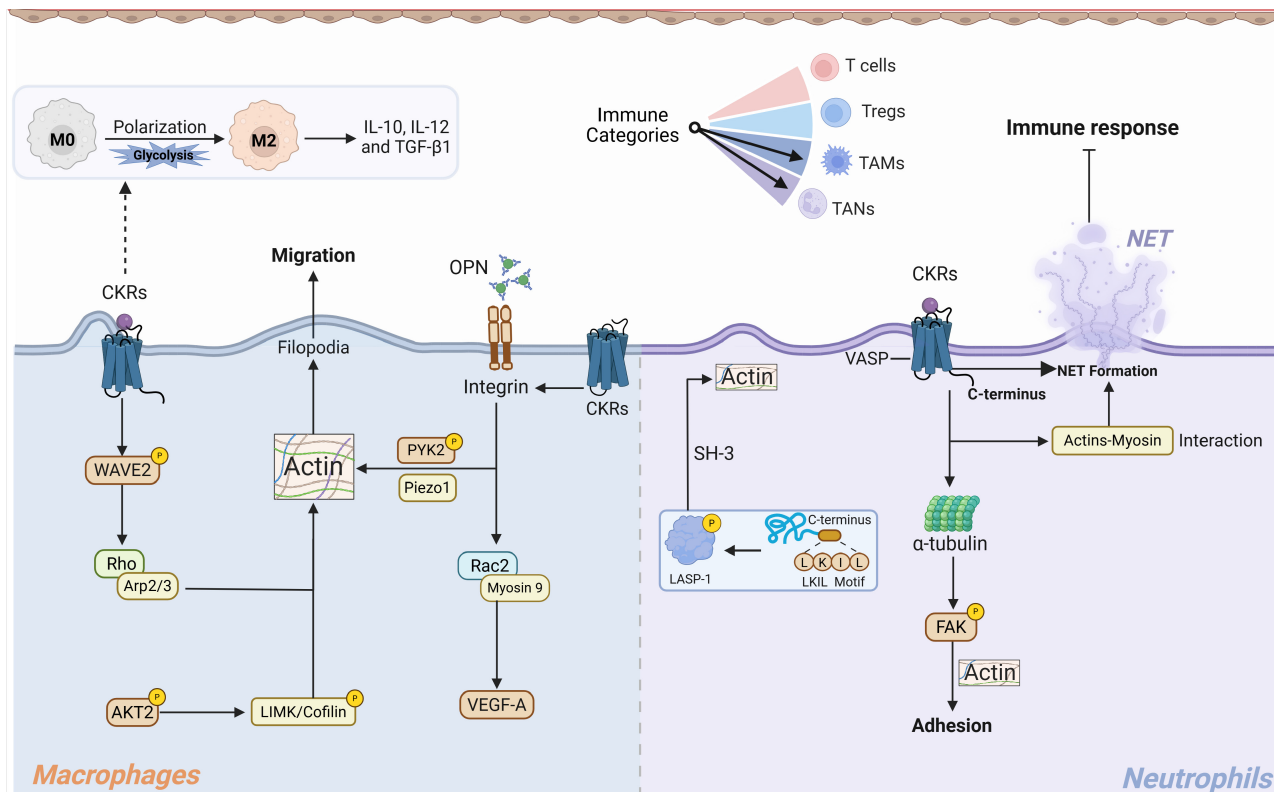 M0
Polarization
Glycolysis
M2
IL-10, IL-12
and TGF-β1
Immune
Categories
T cells
Tregs
TAMs
TANs
Immune response
NET
CKRs
Migration
Filopodia
OPN
Integrin
CKRs
CKRs
VASP
C-terminus
NET Formation
Actins-Myosin
Interaction
WAVE2
P
Rho
Arp2/3
AKT2
P
LIMK/Cofilin
P
Actin
PYK2
P
Piezo1
Rac2
Myosin 9
VEGF-A
Actin
SH-3
P
LASP-1
C-terminus
L K I L
LKIL Motif
α-tubulin
FAK
P
Actin
Adhesion
Macrophages
Neutrophils